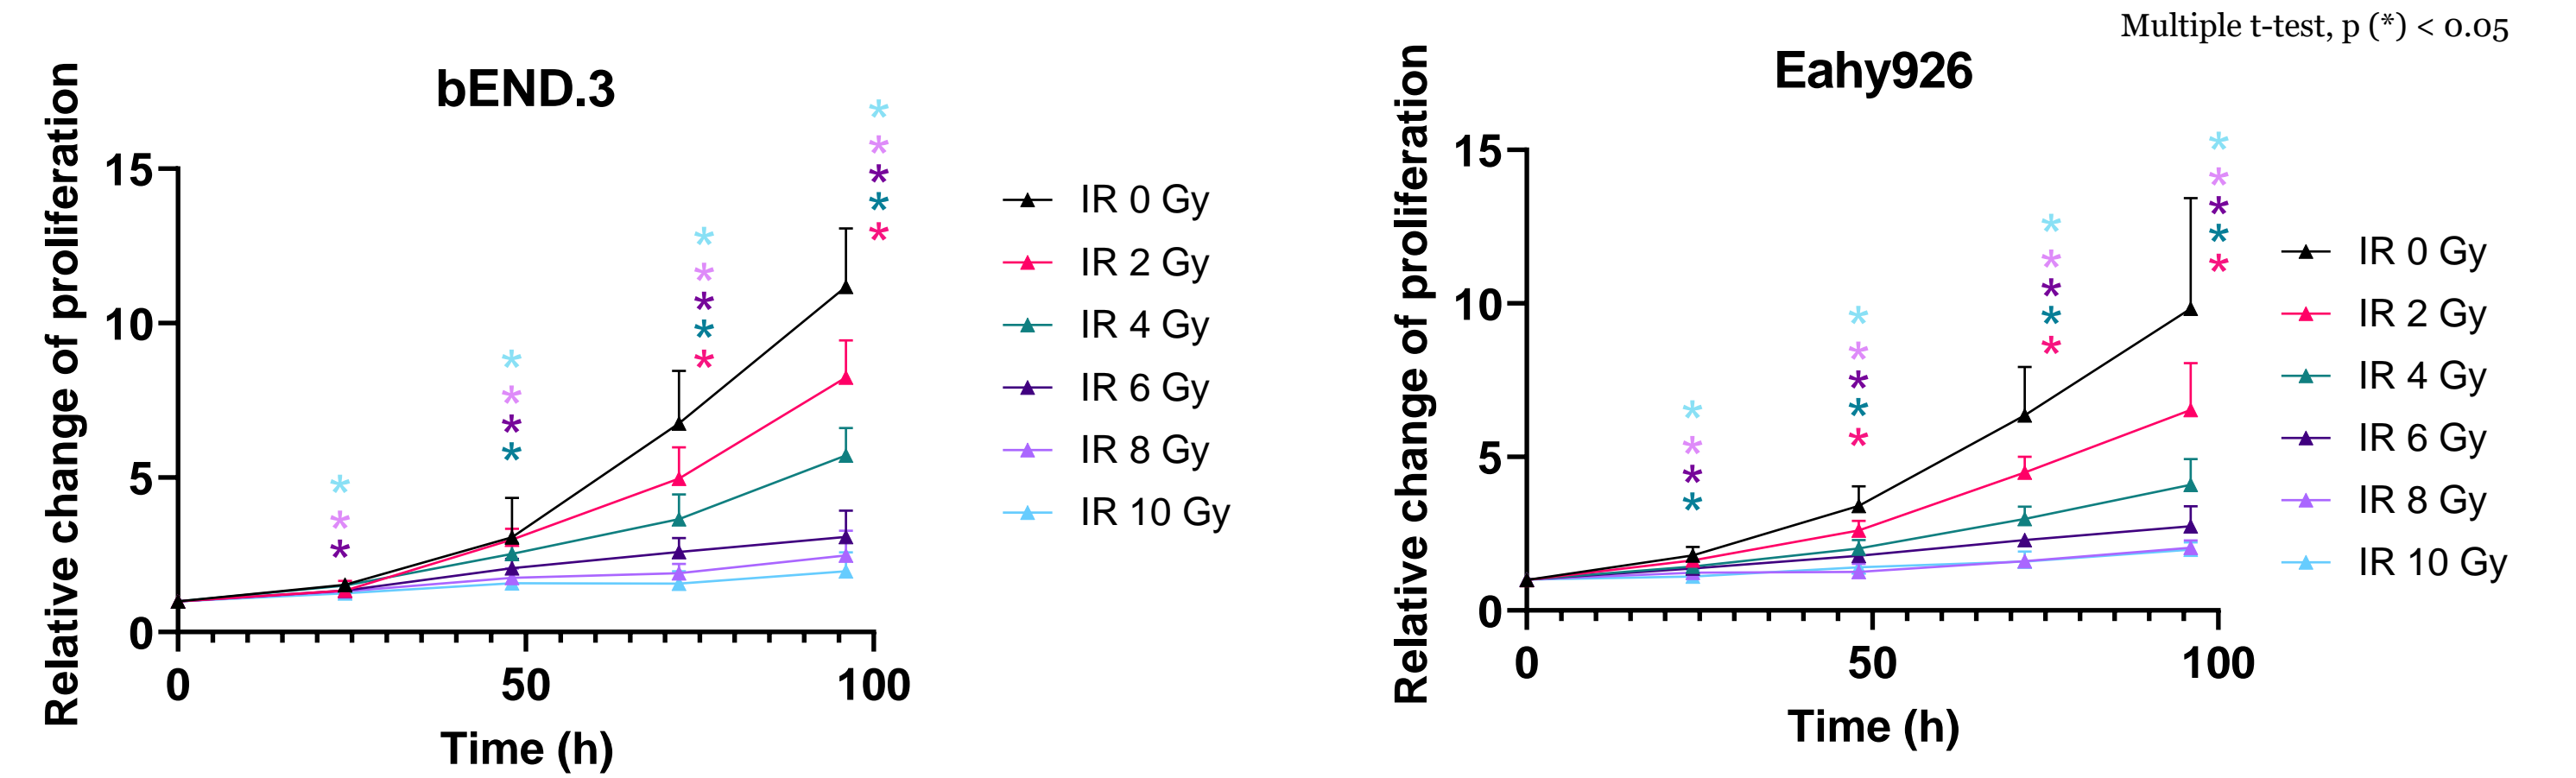 Multiple t-test, p (*) < 0.05
bEND.3
Relative change of proliferation
15
10
5
0
0 50 100
Time (h)
* * * * * * * * * * * * * * * * *
IR 0 Gy
IR 2 Gy
IR 4 Gy
IR 6 Gy
IR 8 Gy
IR 10 Gy
Eahy926
Relative change of proliferation
15
10
5
0
0 50 100
Time (h)
* * * * * * * * * * * * * * * * * * *
IR 0 Gy
IR 2 Gy
IR 4 Gy
IR 6 Gy
IR 8 Gy
IR 10 Gy